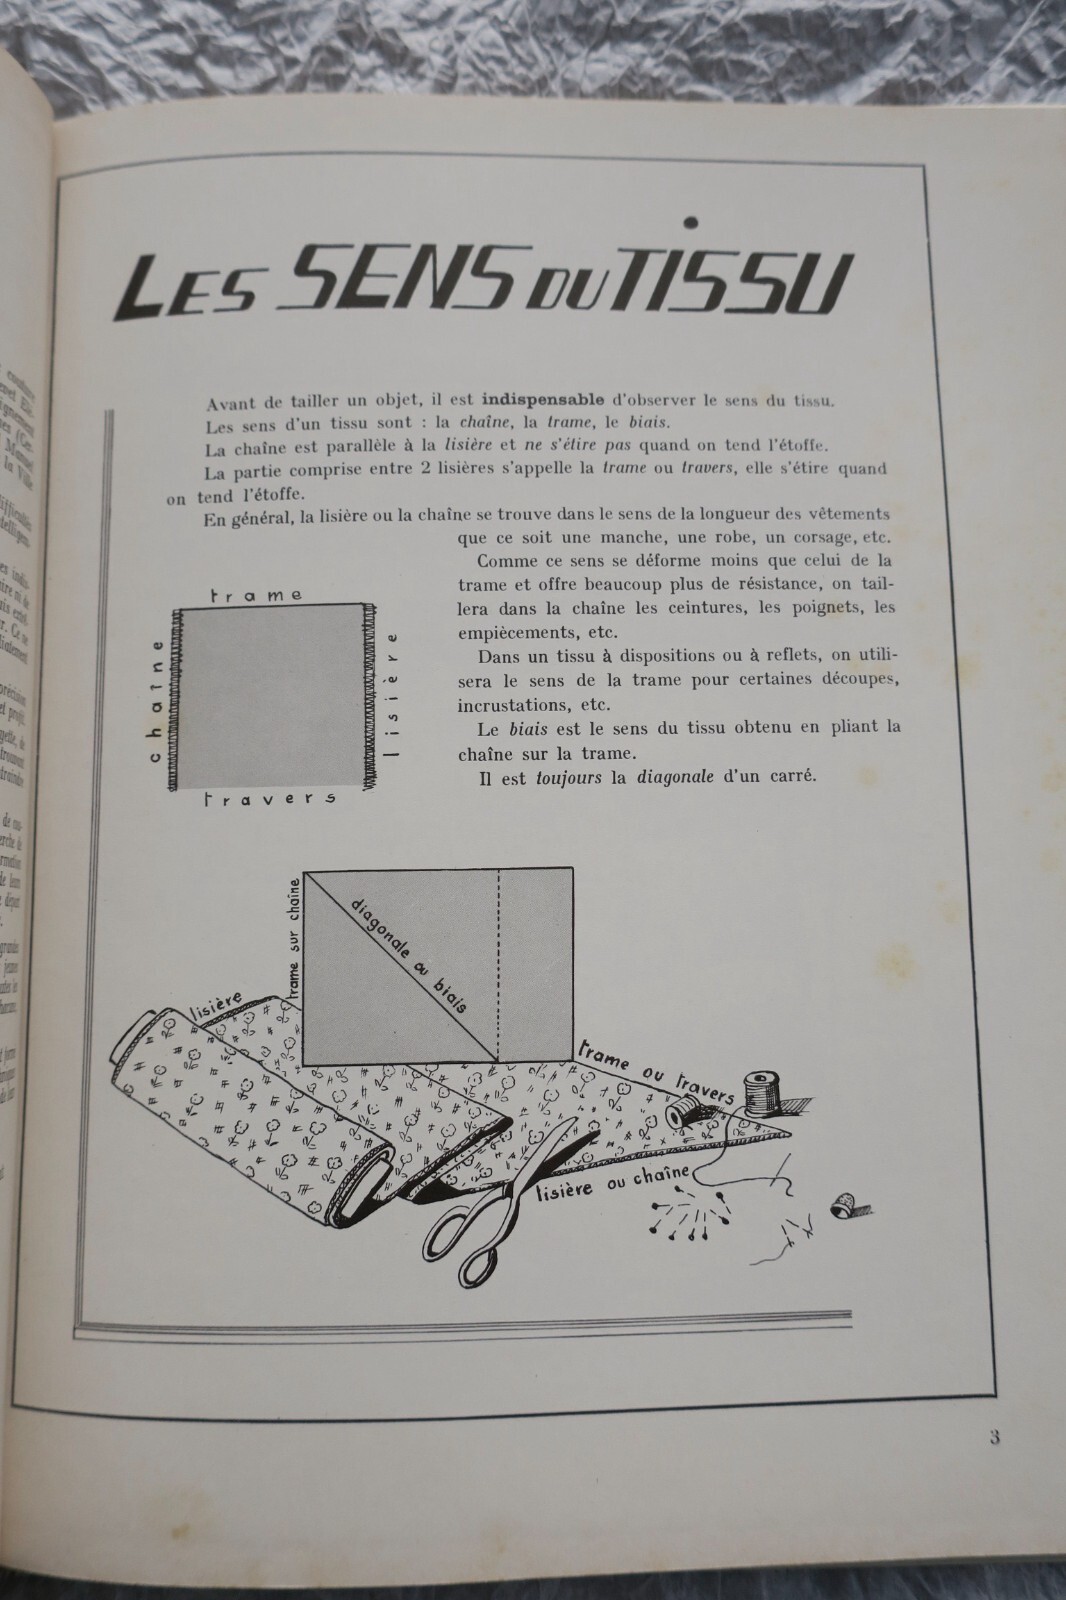 LES SENS DU TISSU
Avant de tailler un objet, il est indispensable d'observer le sens du tissu.
Les sens d'un tissu sont : la chaîne, la trame, le biais.
La chaîne est parallèle à la lisière et ne s'étire pas quand on tend l'étoffe.
La partie comprise entre 2 lisières s'appelle la trame ou travers, elle s'étire quand
on tend l'étoffe.
En général, la lisière ou la chaîne se trouve dans le sens de la longueur des vêtements
que ce soit une manche, une robe, un corsage, etc.
Comme ce sens se déforme moins que celui de la
trame et offre beaucoup plus de résistance, on tail-
lera dans la chaîne les ceintures, les poignets, les
empiècements, etc.
Dans un tissu à dispositions ou à reflets, on utili-
sera le sens de la trame pour certaines découpes,
incrustations, etc.
Le biais est le sens du tissu obtenu en pliant la
chaîne sur la trame.
Il est toujours la diagonale d'un carré.
trame
chaîne
lisière
travers
trame sur chaîne
diagonale ou biais
lisière
trame ou travers
lisière ou chaîne
3